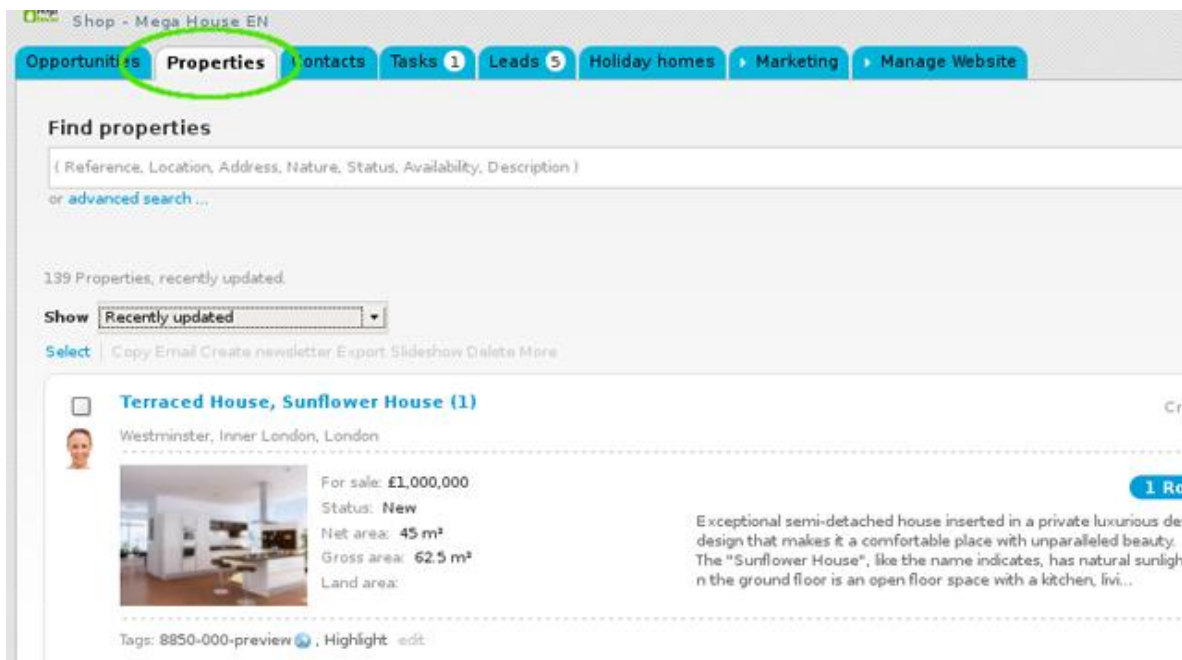 Shop - Mega House EN
Opportunities Properties Contacts Tasks 1 Leads 5 Holiday homes Marketing Manage Website
Find properties
( Reference, Location, Address, Nature, Status, Availability, Description )
or advanced search ...
139 Properties, recently updated.
Show Recently updated
Select Copy Email Create newsletter Export Slideshow Delete More
Terraced House, Sunflower House (1)
Cr
Westminster, Inner London, London
For sale: £1,000,000
Status: New
Net area: 45 m²
Gross area: 62.5 m²
Land area:
1 Ro
Exceptional semi-detached house inserted in a private luxurious de
design that makes it a comfortable place with unparalleled beauty.
The "Sunflower House", like the name indicates, has natural sunligh
n the ground floor is an open floor space with a kitchen, livi...
Tags: 8850-000-preview , Highlight edit